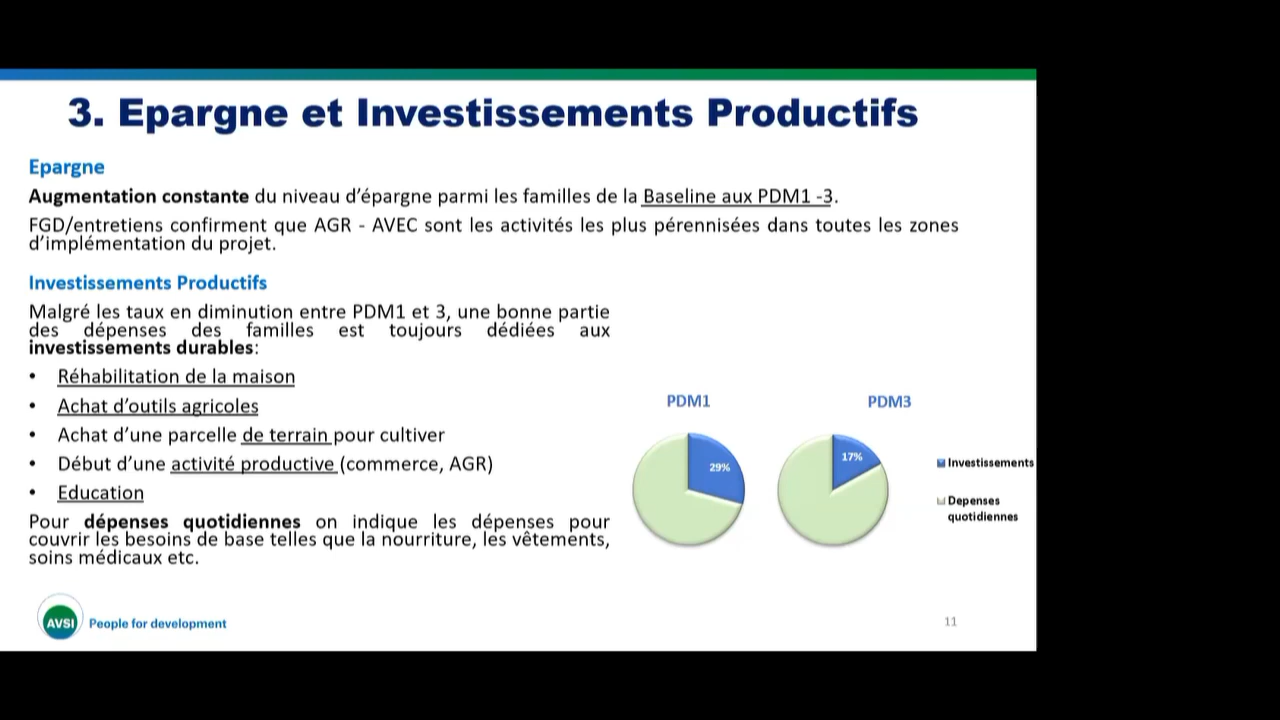 3. Epargne et Investissements Productifs
Epargne
Augmentation constante du niveau d'épargne parmi les familles de la Baseline aux PDM1 -3.
FGD/entretiens confirment que AGR - AVEC sont les activités les plus pérennisées dans toutes les zones
d'implémentation du projet.
Investissements Productifs
Malgré les taux en diminution entre PDM1 et 3, une bonne partie
des dépenses des familles est toujours dédiées aux
investissements durables:
• Réhabilitation de la maison
• Achat d'outils agricoles
• Achat d'une parcelle de terrain pour cultiver
• Début d'une activité productive (commerce, AGR)
• Education
Pour dépenses quotidiennes on indique les dépenses pour
couvrir les besoins de base telles que la nourriture, les vêtements,
soins médicaux etc.
PDM1
PDM3
29%
17%
Investissements
Depenses
quotidiennes
AVSI
People for development
11